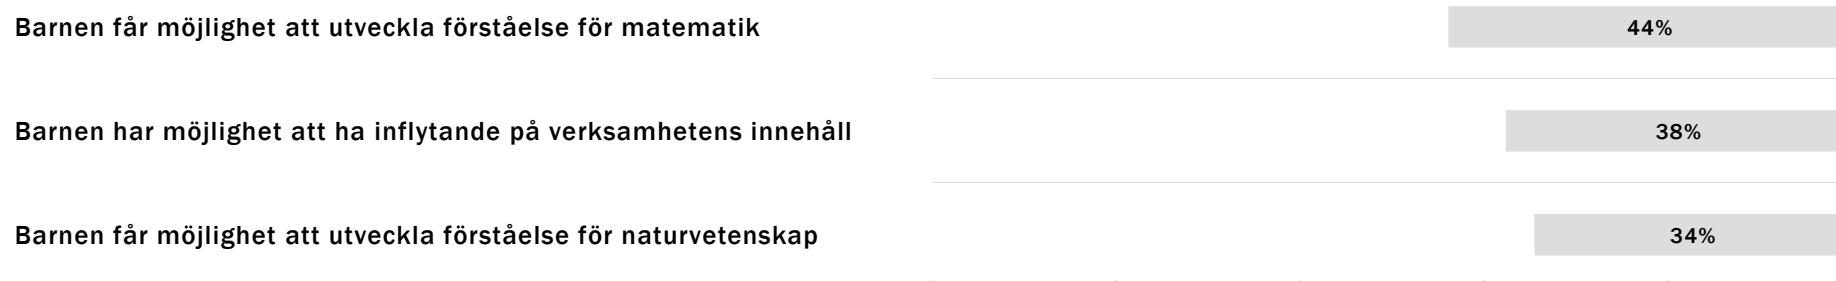 Barnen får möjlighet att utveckla förståelse för matematik 44%
Barnen har möjlighet att ha inflytande på verksamhetens innehåll 38%
Barnen får möjlighet att utveckla förståelse för naturvetenskap 34%